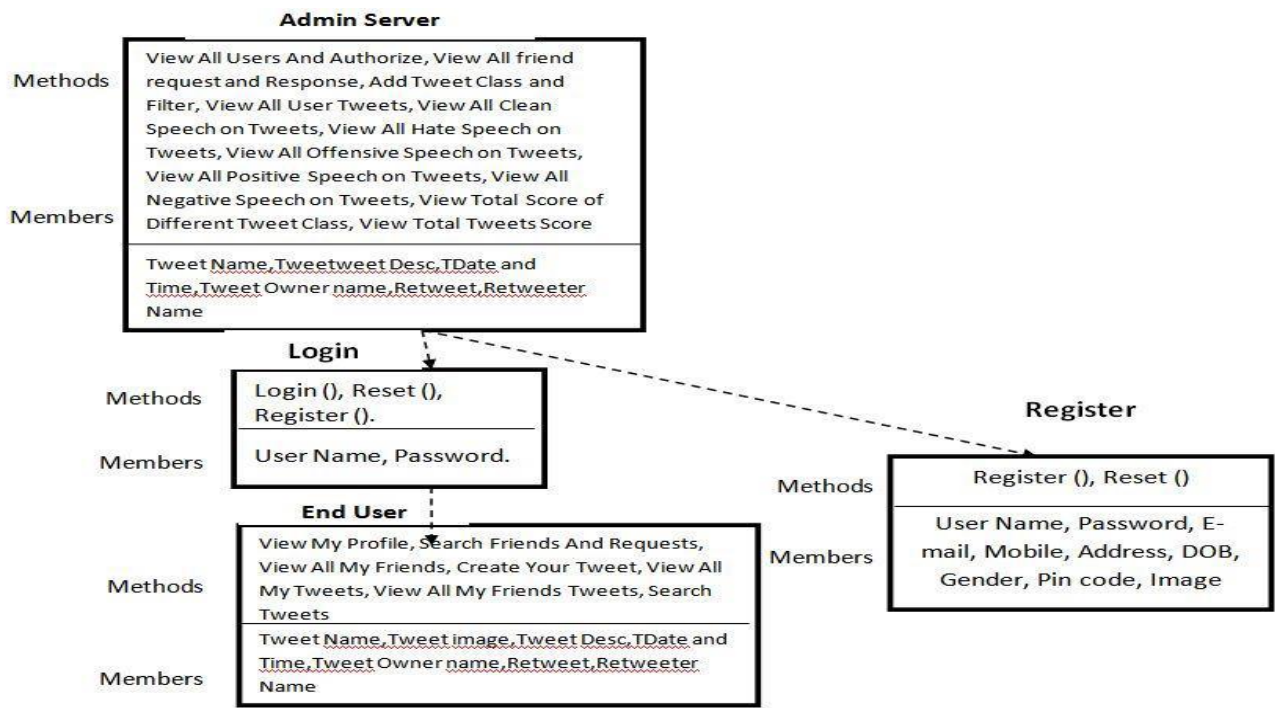 Admin Server
Methods
View All Users And Authorize, View All friend
request and Response, Add Tweet Class and
Filter, View All User Tweets, View All Clean
Speech on Tweets, View All Hate Speech on
Tweets, View All Offensive Speech on Tweets,
View All Positive Speech on Tweets, View All
Negative Speech on Tweets, View Total Score of
Different Tweet Class, View Total Tweets Score
Members
Tweet Name,Tweetweet Desc,TDate and
Time,Tweet Owner name,Retweet,Retweeter
Name
Login
Methods
Login (), Reset (),
Register ().
Members
User Name, Password.
Register
Methods
Register (), Reset ()
Members
User Name, Password, E-
mail, Mobile, Address, DOB,
Gender, Pin code, Image
End User
Methods
View My Profile, Search Friends And Requests,
View All My Friends, Create Your Tweet, View All
My Tweets, View All My Friends Tweets, Search
Tweets
Members
Tweet Name,Tweet image,Tweet Desc,TDate and
Time,Tweet Owner name,Retweet,Retweeter
Name